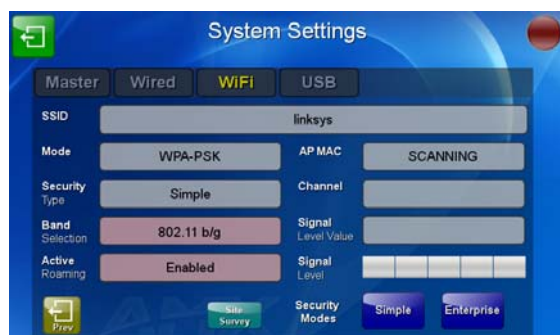 System Settings
Master Wired WiFi USB
SSID linksys
Mode WPA-PSK AP MAC SCANNING
Security Type Simple Channel
Band Selection 802.11 b/g Signal Level Value
Active Roaming Enabled Signal Level
Prev Site Survey Security Modes Simple Enterprise